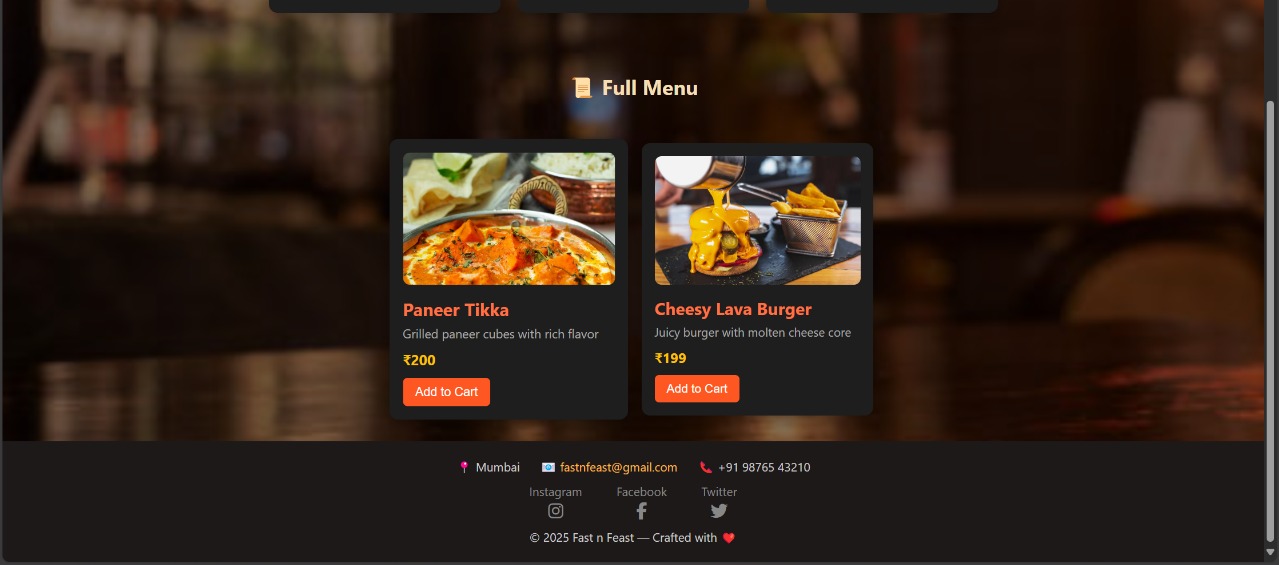 📜 Full Menu
Paneer Tikka
Grilled paneer cubes with rich flavor
₹200
Add to Cart
Cheesy Lava Burger
Juicy burger with molten cheese core
₹199
Add to Cart
📍 Mumbai 📧 fastnfeast@gmail.com 📞 +91 98765 43210
Instagram Facebook Twitter
© 2025 Fast n Feast — Crafted with ❤️